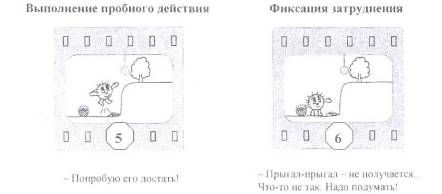 Выполнение пробного действия
Фиксация затруднения
5
6
– Попробую его достать!
– Прыгал-прыгал – не получается...
Что-то не так. Надо подумать!